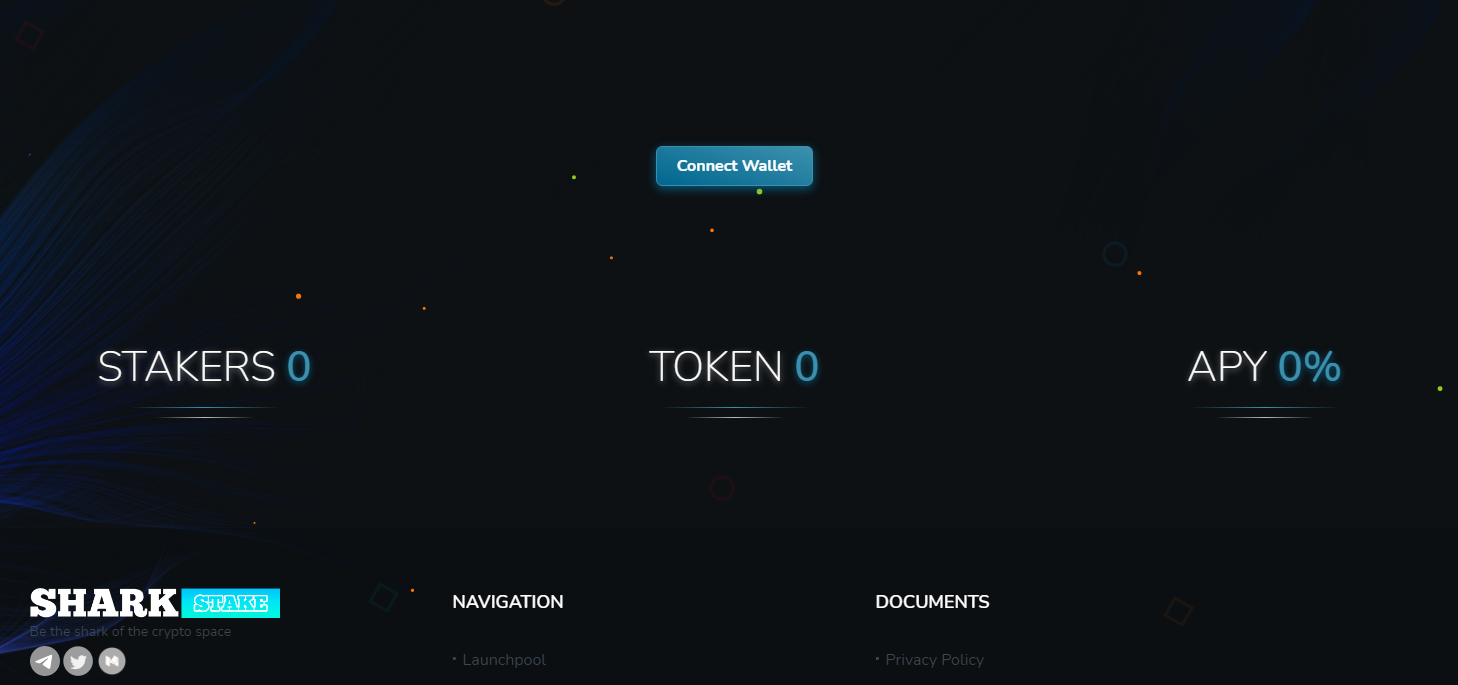 Connect Wallet
STAKERS 0
TOKEN 0
APY 0%
SHARK STAKE
Be the shark of the crypto space
NAVIGATION
Launchpool
DOCUMENTS
Privacy Policy